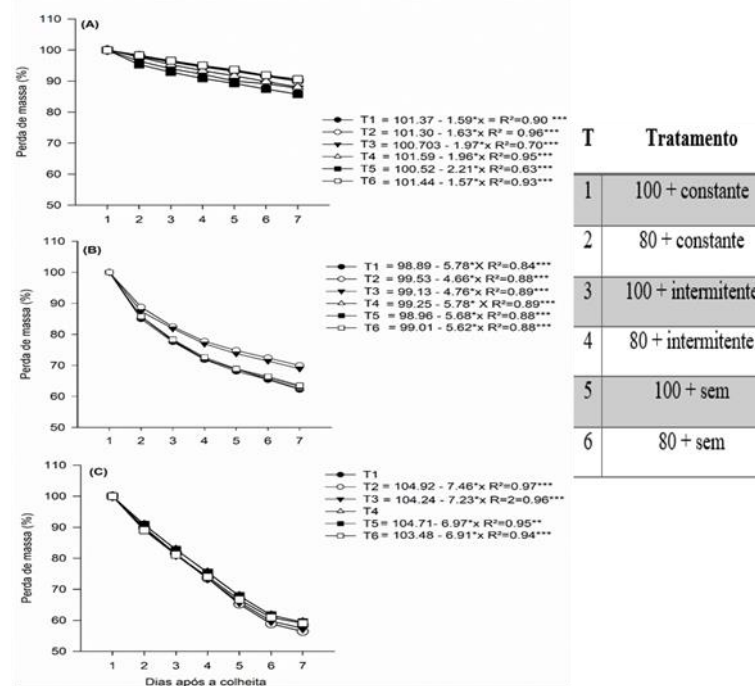 110
(A)
100
90
80
70
60
50
Perda de massa (%)
1 2 3 4 5 6 7
T1 = 101.37 - 1.59*x = R²=0.90 ***
T2 = 101.30 - 1.63*x R² = 0.96***
T3 = 100.703 - 1.97*x R²=0.70***
T4 = 101.59 - 1.96*x R²=0.95***
T5 = 100.52 - 2.21*x R²=0.63***
T6 = 101.44 - 1.57*x R²=0.93***
110
(B)
100
90
80
70
60
50
Perda de massa (%)
1 2 3 4 5 6 7
T1 = 98.89 - 5.78*X R²=0.84***
T2 = 99.53 - 4.66*x R²=0.88***
T3 = 99.13 - 4.76*x R²=0.89***
T4 = 99.25 - 5.78* X R²=0.89***
T5 = 98.96 - 5.68*x R²=0.88***
T6 = 99.01 - 5.62*x R²=0.88***
110
(C)
100
90
80
70
60
50
Perda de massa (%)
1 2 3 4 5 6 7
Dias após a colheita
T1
T2 = 104.92 - 7.46*x R²=0.97***
T3 = 104.24 - 7.23*x R=2=0.96***
T4
T5 = 104.71- 6.97*x R²=0.95**
T6 = 103.48 - 6.91*x R²=0.94***
T Tratamento
1 100 + constante
2 80 + constante
3 100 + intermitente
4 80 + intermitente
5 100 + sem
6 80 + sem